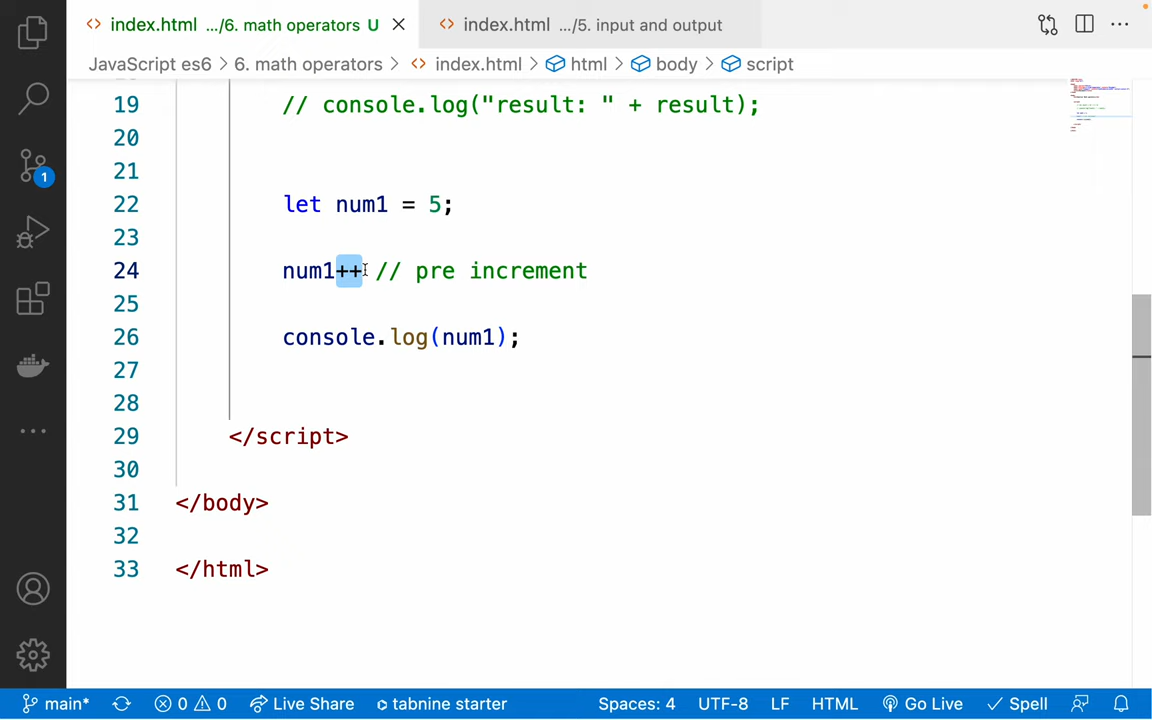 index.html .../6. math operators U
index.html .../5. input and output
JavaScript es6 > 6. math operators > index.html > html > body > script
19 // console.log("result: " + result);
20
21
22 let num1 = 5;
23
24 num1++ // pre increment
25
26 console.log(num1);
27
28
29 </script>
30
31 </body>
32
33 </html>
1
main* 0 0 Live Share tabnine starter Spaces: 4 UTF-8 LF HTML Go Live Spell